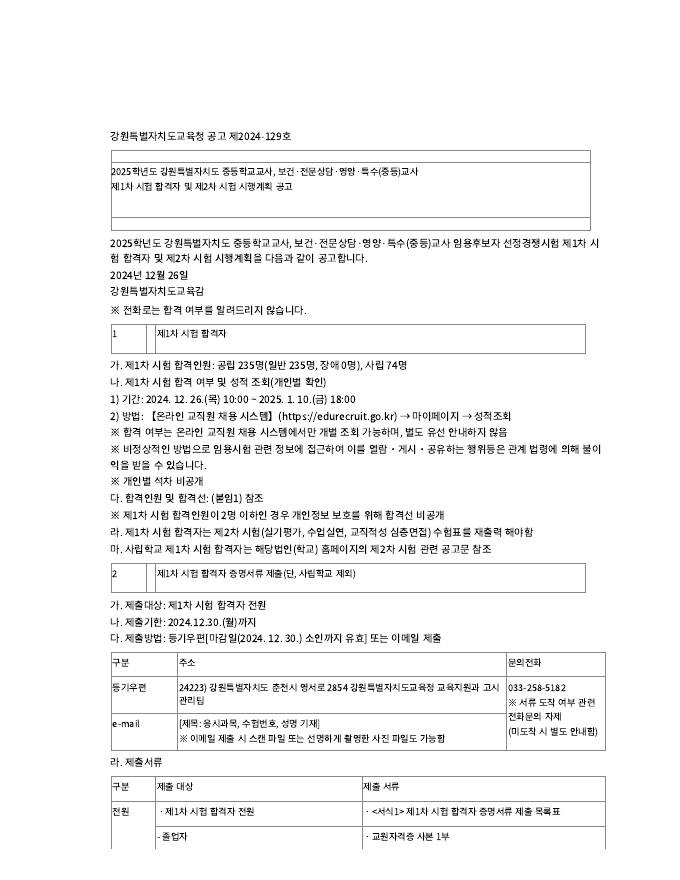 강원특별자치도교육청 공고 제2024-129호
2025학년도 강원특별자치도 중등학교교사, 보건·전문상담·영양·특수(중등)교사
제1차 시험 합격자 및 제2차 시험 시행계획 공고
2025학년도 강원특별자치도 중등학교교사, 보건·전문상담·영양·특수(중등)교사 임용후보자 선정경쟁시험 제1차 시
험 합격자 및 제2차 시험 시행계획을 다음과 같이 공고합니다.
2024년 12월 26일
강원특별자치도교육감
※ 전화로는 합격 여부를 알려드리지 않습니다.
1 제1차 시험 합격자
가. 제1차 시험 합격인원: 공립 235명(일반 235명, 장애 0명), 사립 74명
나. 제1차 시험 합격 여부 및 성적 조회(개인별 확인)
1) 기간: 2024. 12. 26.(목) 10:00 ~ 2025. 1. 10.(금) 18:00
2) 방법: 【온라인 교직원 채용 시스템】(https://edurecruit.go.kr) → 마이페이지 → 성적조회
※ 합격 여부는 온라인 교직원 채용 시스템에서만 개별 조회 가능하며, 별도 유선 안내하지 않음
※ 비정상적인 방법으로 임용시험 관련 정보에 접근하여 이를 열람・게시・공유하는 행위등은 관계 법령에 의해 불이
익을 받을 수 있습니다.
※ 개인별 석차 비공개
다. 합격인원 및 합격선: (붙임1) 참조
※ 제1차 시험 합격인원이 2명 이하인 경우 개인정보 보호를 위해 합격선 비공개
라. 제1차 시험 합격자는 제2차 시험(실기평가, 수업실연, 교직적성 심층면접) 수험표를 재출력 해야함
마. 사립학교 제1차 시험 합격자는 해당법인(학교) 홈페이지의 제2차 시험 관련 공고문 참조
2 제1차 시험 합격자 증명서류 제출(단, 사립학교 제외)
가. 제출대상: 제1차 시험 합격자 전원
나. 제출기한: 2024.12.30.(월)까지
다. 제출방법: 등기우편[마감일(2024. 12. 30.) 소인까지 유효] 또는 이메일 제출
구분 주소 문의전화
등기우편 24223) 강원특별자치도 춘천시 영서로 2854 강원특별자치도교육청 교육지원과 고시
관리팀
033-258-5182
※ 서류 도착 여부 관련
전화문의 자제
(미도착 시 별도 안내함)
e-mail [제목: 응시과목, 수험번호, 성명 기재]
※ 이메일 제출 시 스캔 파일 또는 선명하게 촬영한 사진 파일도 가능함
라. 제출서류
구분 제출 대상 제출 서류
전원 · 제1차 시험 합격자 전원 · <서식1> 제1차 시험 합격자 증명서류 제출 목록표
- 졸업자 · 교원자격증 사본 1부